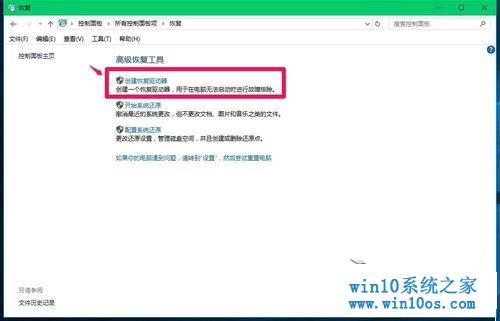 恢复
控制面板 > 所有控制面板项 > 恢复
搜索控制面板
文件(F) 编辑(E) 查看(V) 工具(T) 帮助(H)
控制面板主页
高级恢复工具
创建恢复驱动器
创建一个恢复驱动器，用于在电脑无法启动时进行故障排除。
开始系统还原
撤消最近的系统更改，但不更改文档、图片和音乐之类的文件。
配置系统还原
更改还原设置，管理磁盘空间，并且创建或删除还原点。
如果你的电脑遇到问题，请转到“设置”，然后尝试重置电脑
另请参阅
文件历史记录
win10系统之家
www.win10os.com